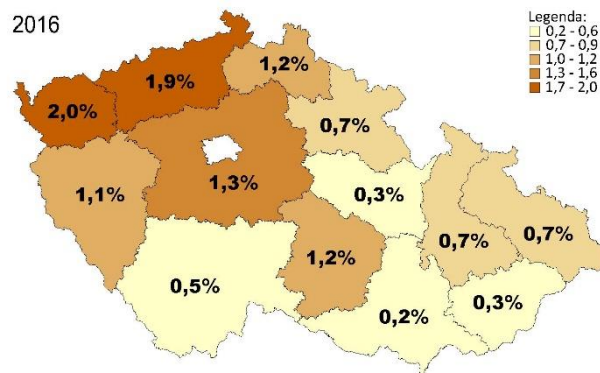 2016
Legenda:
0,2 - 0,6
0,7 - 0,9
1,0 - 1,2
1,3 - 1,6
1,7 - 2,0
1,2%
1,9%
2,0%
0,7%
1,3%
1,1%
0,3%
0,7%
0,7%
1,2%
0,5%
0,3%
0,2%